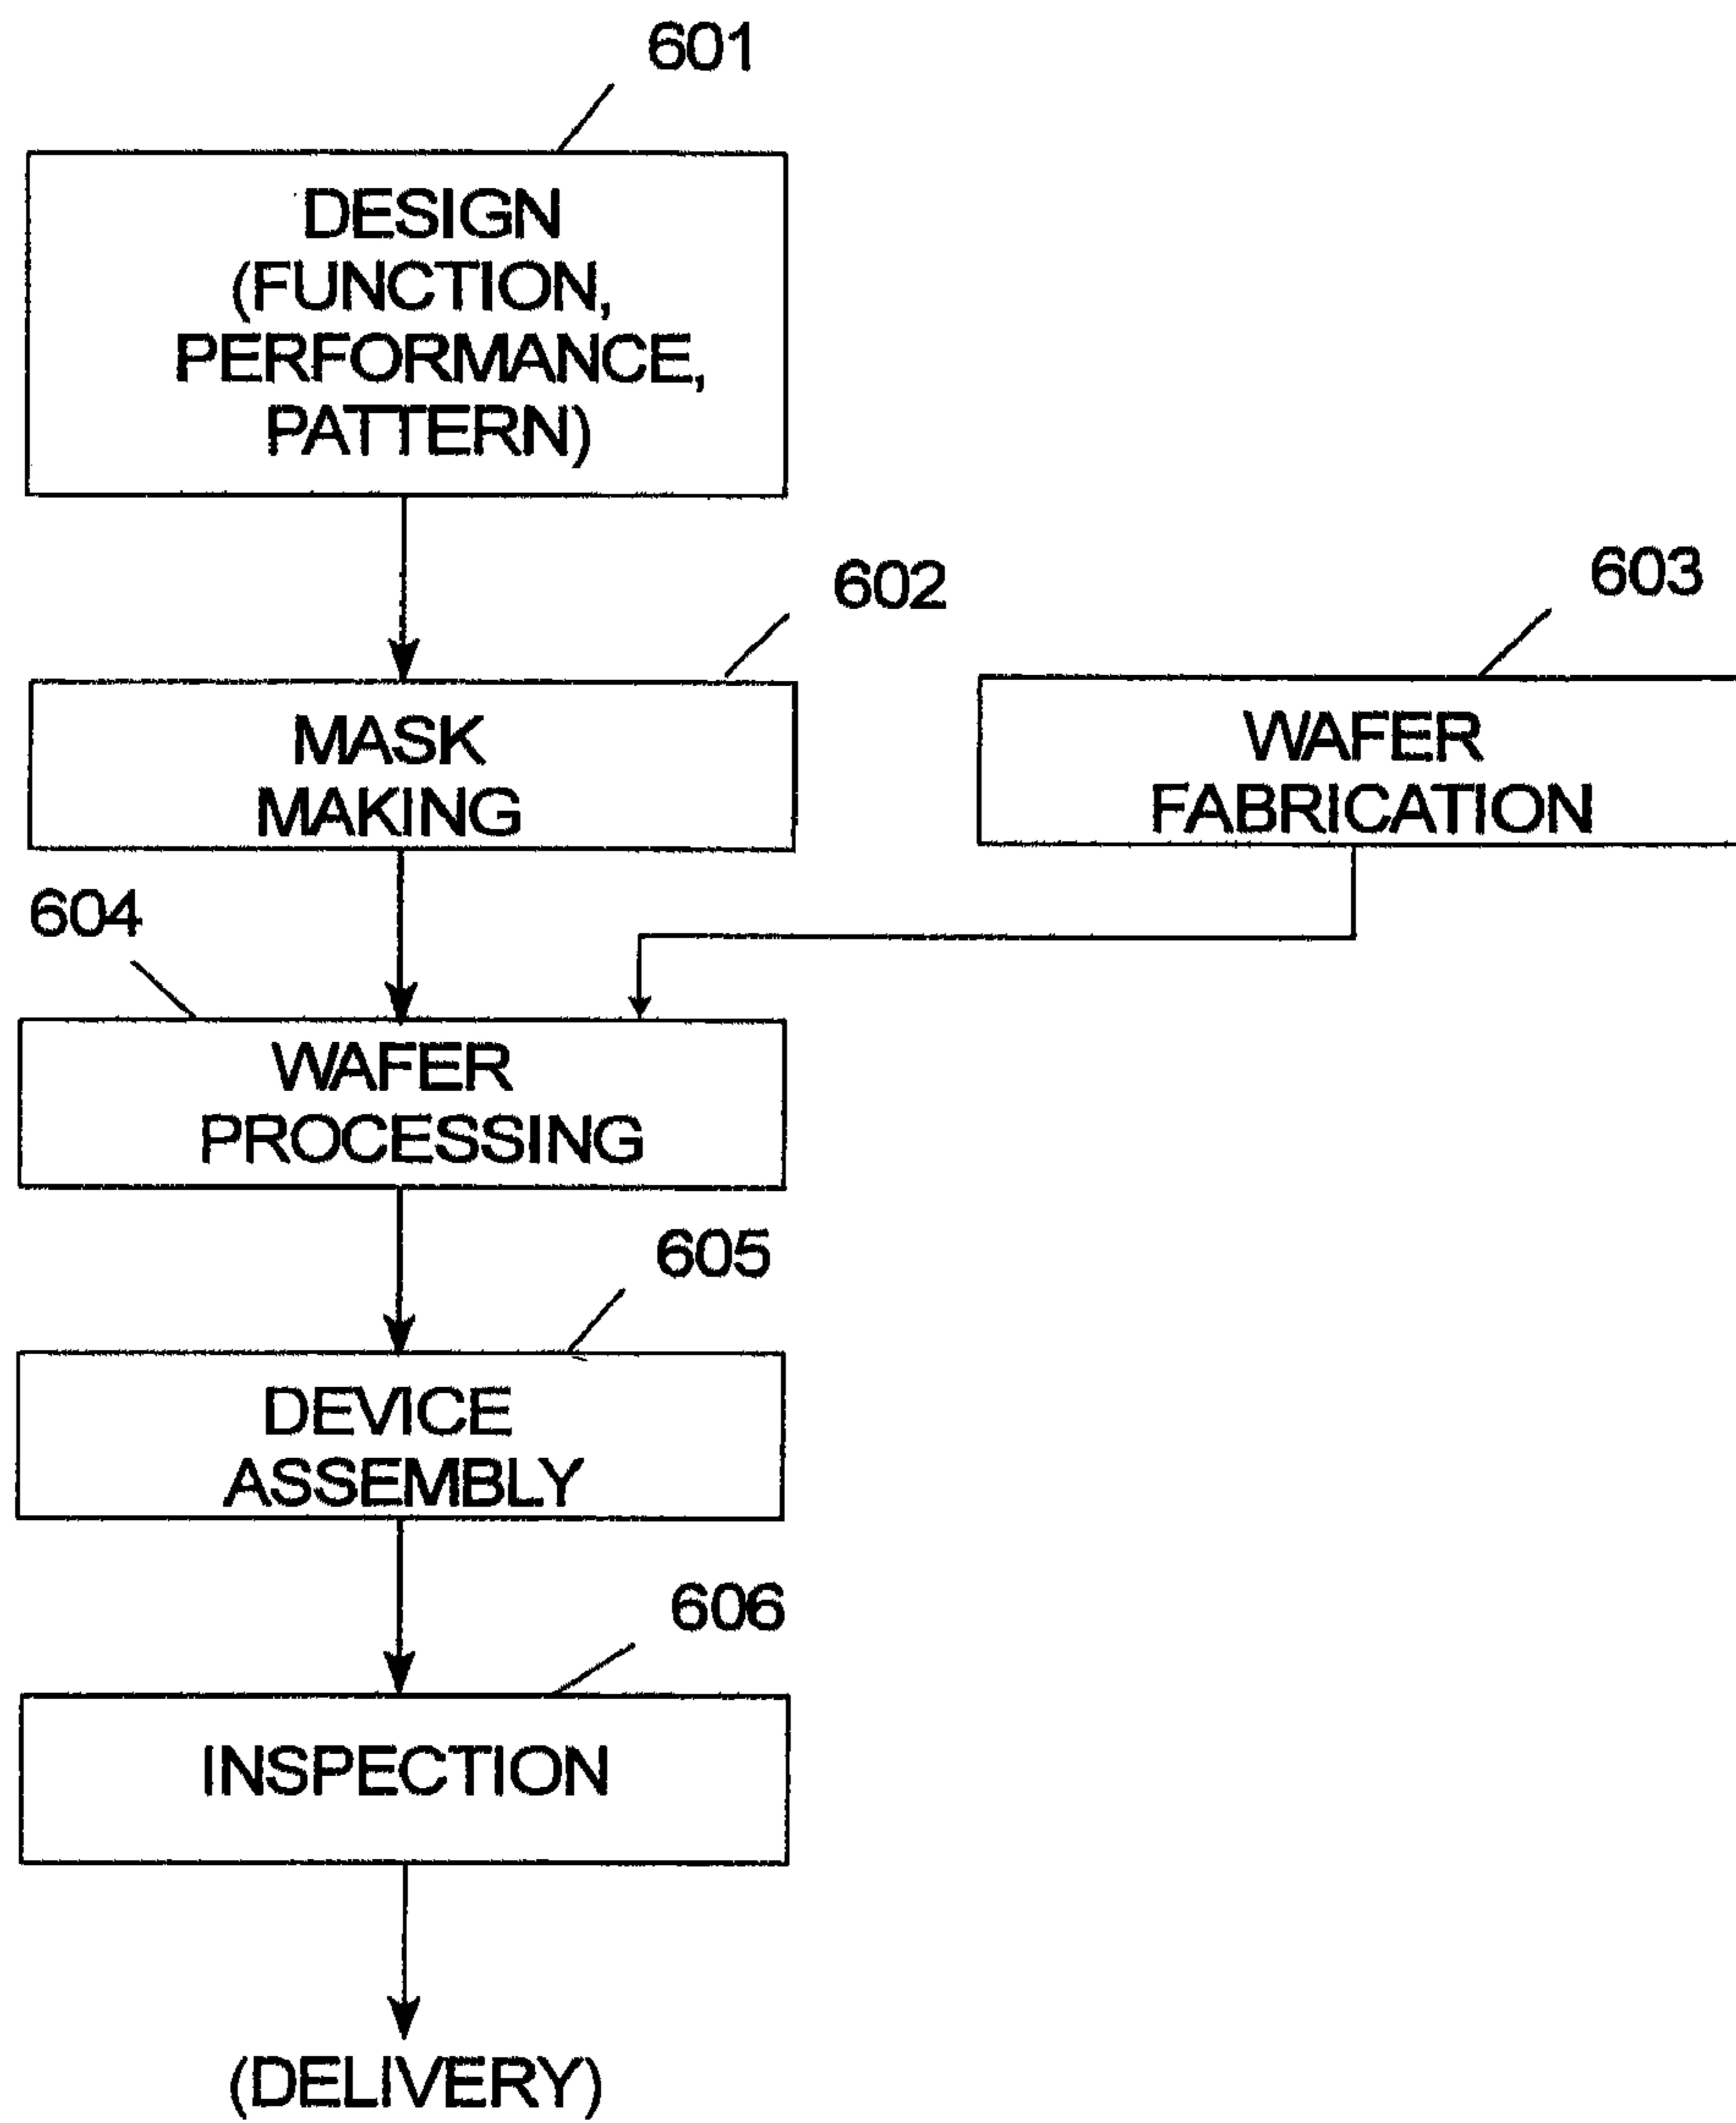 601
DESIGN
(FUNCTION,
PERFORMANCE,
PATTERN)
602
603
MASK
MAKING
WAFER
FABRICATION
604
WAFER
PROCESSING
605
DEVICE
ASSEMBLY
606
INSPECTION
(DELIVERY)